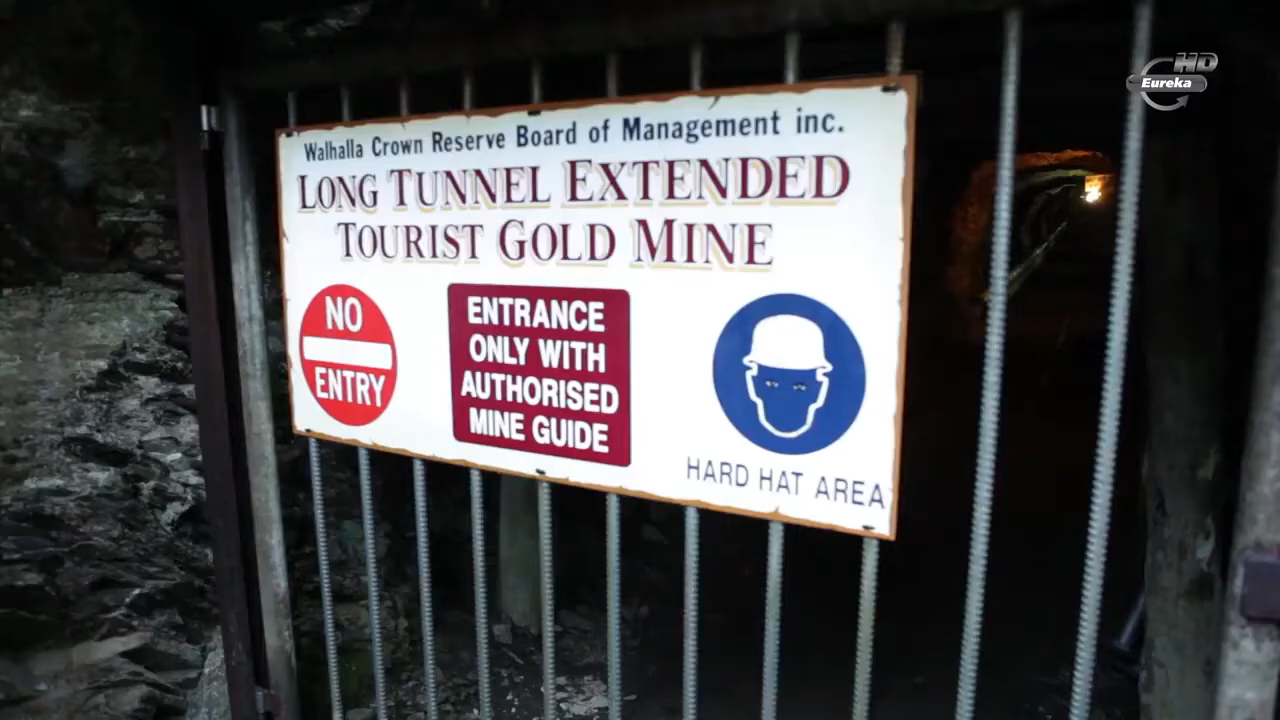 HD
Eureka
Walhalla Crown Reserve Board of Management inc.
LONG TUNNEL EXTENDED
TOURIST GOLD MINE
NO
ENTRY
ENTRANCE
ONLY WITH
AUTHORISED
MINE GUIDE
HARD HAT AREA